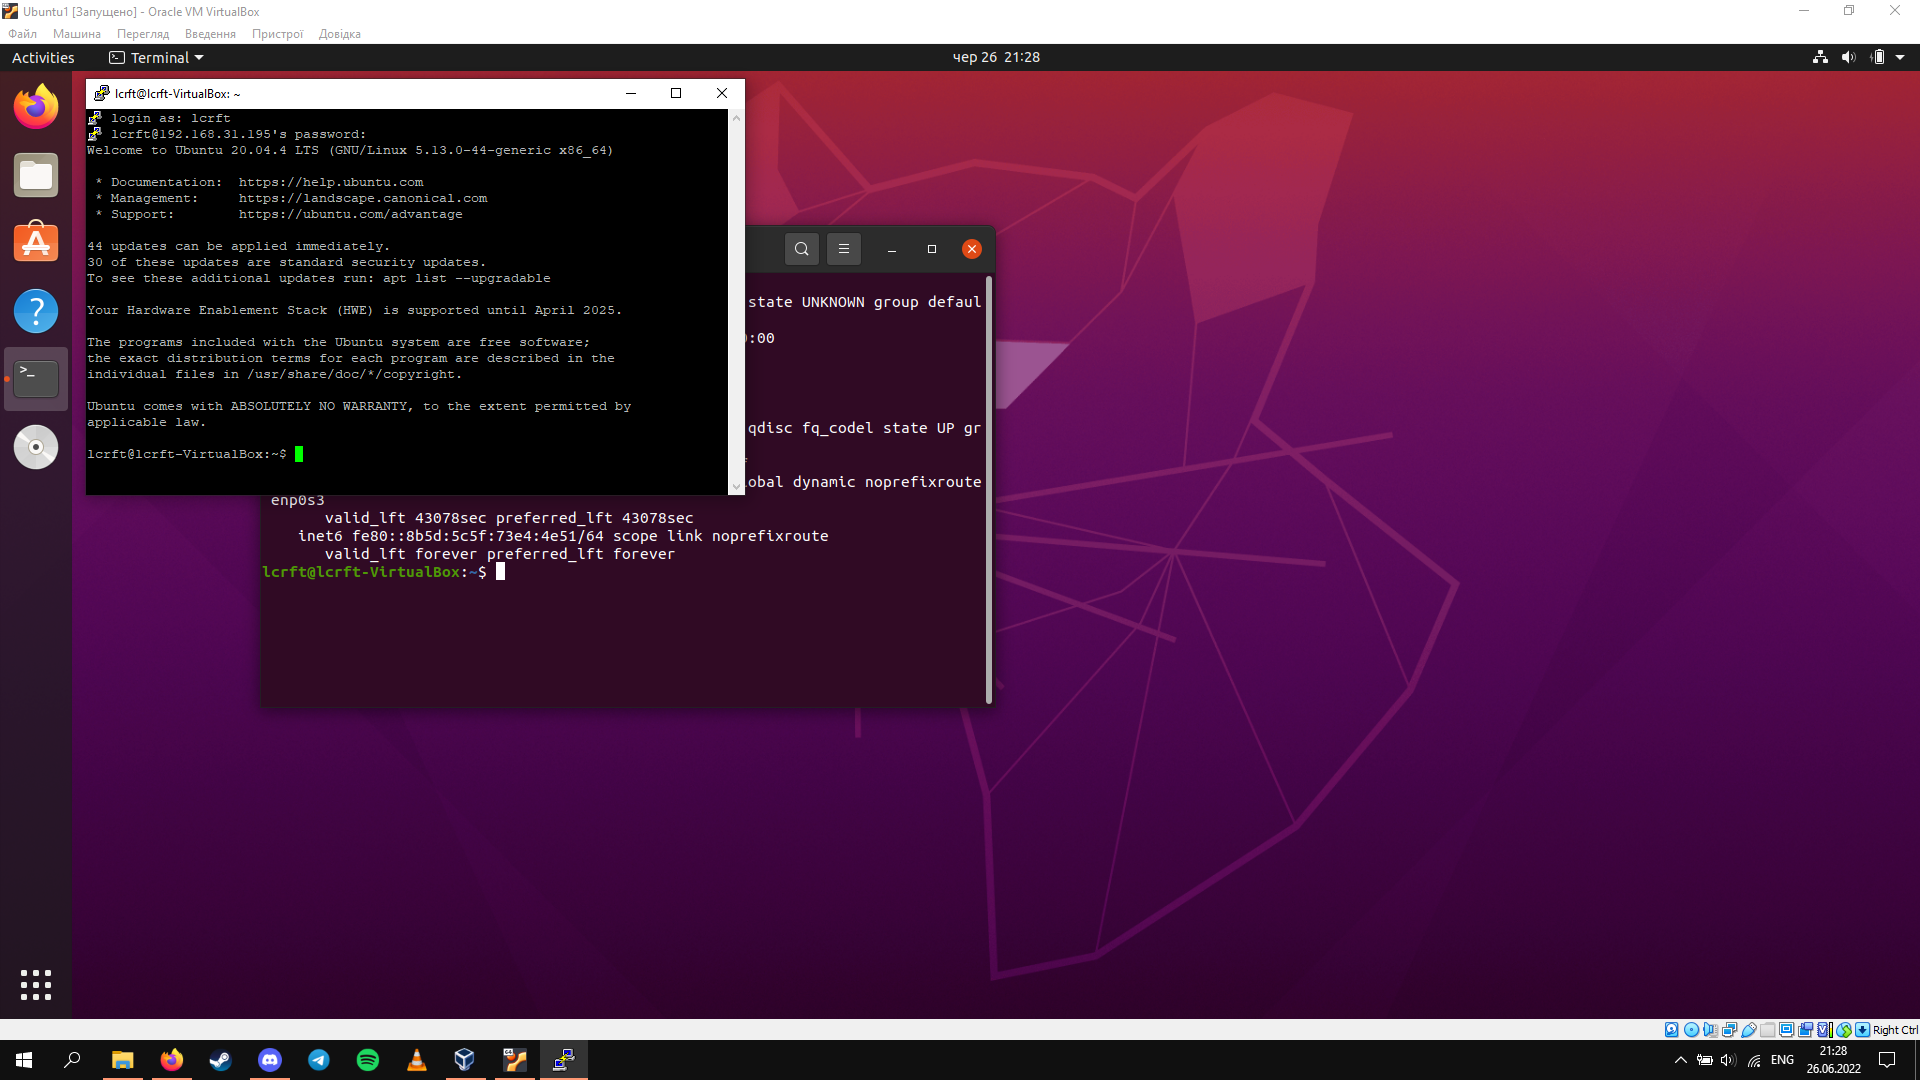 Ubuntu1 [Запущено] - Oracle VM VirtualBox
Файл Машина Перегляд Введення Пристрої Довідка
Activities Terminal чер 26 21:28
lcrft@lcrft-VirtualBox: ~
login as: lcrft
lcrft@192.168.31.195's password:
Welcome to Ubuntu 20.04.4 LTS (GNU/Linux 5.13.0-44-generic x86_64)
* Documentation: https://help.ubuntu.com
* Management: https://landscape.canonical.com
* Support: https://ubuntu.com/advantage
44 updates can be applied immediately.
30 of these updates are standard security updates.
To see these additional updates run: apt list --upgradable
Your Hardware Enablement Stack (HWE) is supported until April 2025.
The programs included with the Ubuntu system are free software;
the exact distribution terms for each program are described in the
individual files in /usr/share/doc/*/copyright.
Ubuntu comes with ABSOLUTELY NO WARRANTY, to the extent permitted by
applicable law.
lcrft@lcrft-VirtualBox:~$
state UNKNOWN group defaul
:00
qdisc fq_codel state UP gr
obal dynamic noprefixroute
enp0s3
valid_lft 43078sec preferred_lft 43078sec
inet6 fe80::8b5d:5c5f:73e4:4e51/64 scope link noprefixroute
valid_lft forever preferred_lft forever
lcrft@lcrft-VirtualBox:~$
Right Ctrl
ENG
21:28
26.06.2022